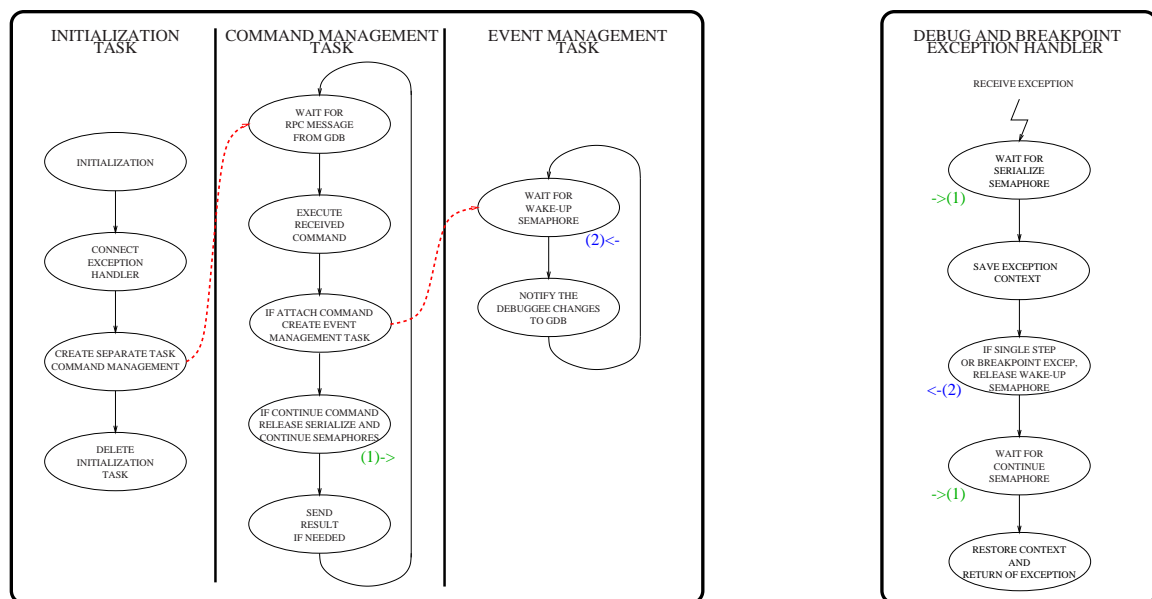 INITIALIZATION
TASK
INITIALIZATION
CONNECT
EXCEPTION
HANDLER
CREATE SEPARATE TASK
COMMAND MANAGEMENT
DELETE
INITIALIZATION
TASK
COMMAND MANAGEMENT
TASK
WAIT FOR
RPC MESSAGE
FROM GDB
EXECUTE
RECEIVED
COMMAND
IF ATTACH COMMAND
CREATE EVENT
MANAGEMENT TASK
IF CONTINUE COMMAND
RELEASE SERIALIZE AND
CONTINUE SEMAPHORES
(1)->
SEND
RESULT
IF NEEDED
EVENT MANAGEMENT
TASK
WAIT FOR
WAKE-UP
SEMAPHORE
(2)<-
NOTIFY THE
DEBUGGEE CHANGES
TO GDB
DEBUG AND BREAKPOINT
EXCEPTION HANDLER
RECEIVE EXCEPTION
WAIT FOR
SERIALIZE
SEMAPHORE
->(1)
SAVE EXCEPTION
CONTEXT
IF SINGLE STEP
OR BREAKPOINT EXCEP,
RELEASE WAKE-UP
SEMAPHORE
<-(2)
WAIT FOR
CONTINUE
SEMAPHORE
->(1)
RESTORE CONTEXT
AND
RETURN OF EXCEPTION